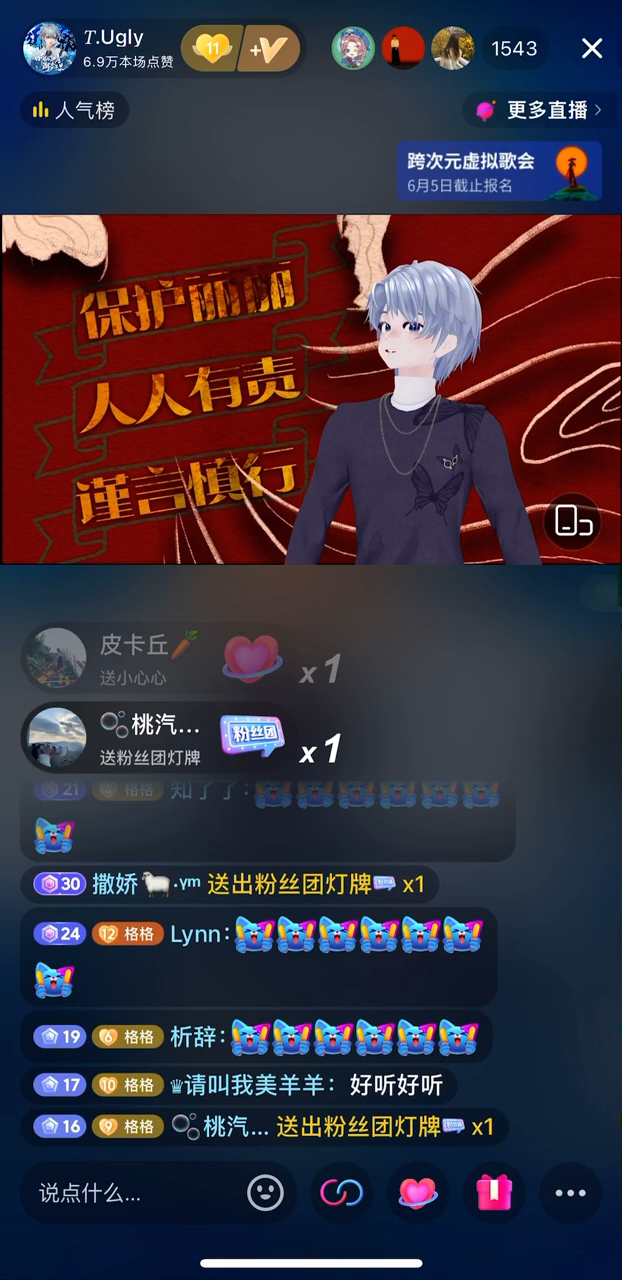 T.Ugly
6.9万本场点赞
11
+V
1543
人气榜
更多直播
跨次元虚拟歌会
6月5日截止报名
保护丽丽
人人有责
谨言慎行
皮卡丘
送小心心
x1
桃汽...
送粉丝团灯牌
粉丝团
x1
21 格格 知了了:
30 撒娇 .ym 送出粉丝团灯牌 x1
24 12 格格 Lynn:
19 6 格格 析辞:
17 10 格格 ♛请叫我美羊羊: 好听好听
16 9 格格 桃汽... 送出粉丝团灯牌 x1
说点什么...